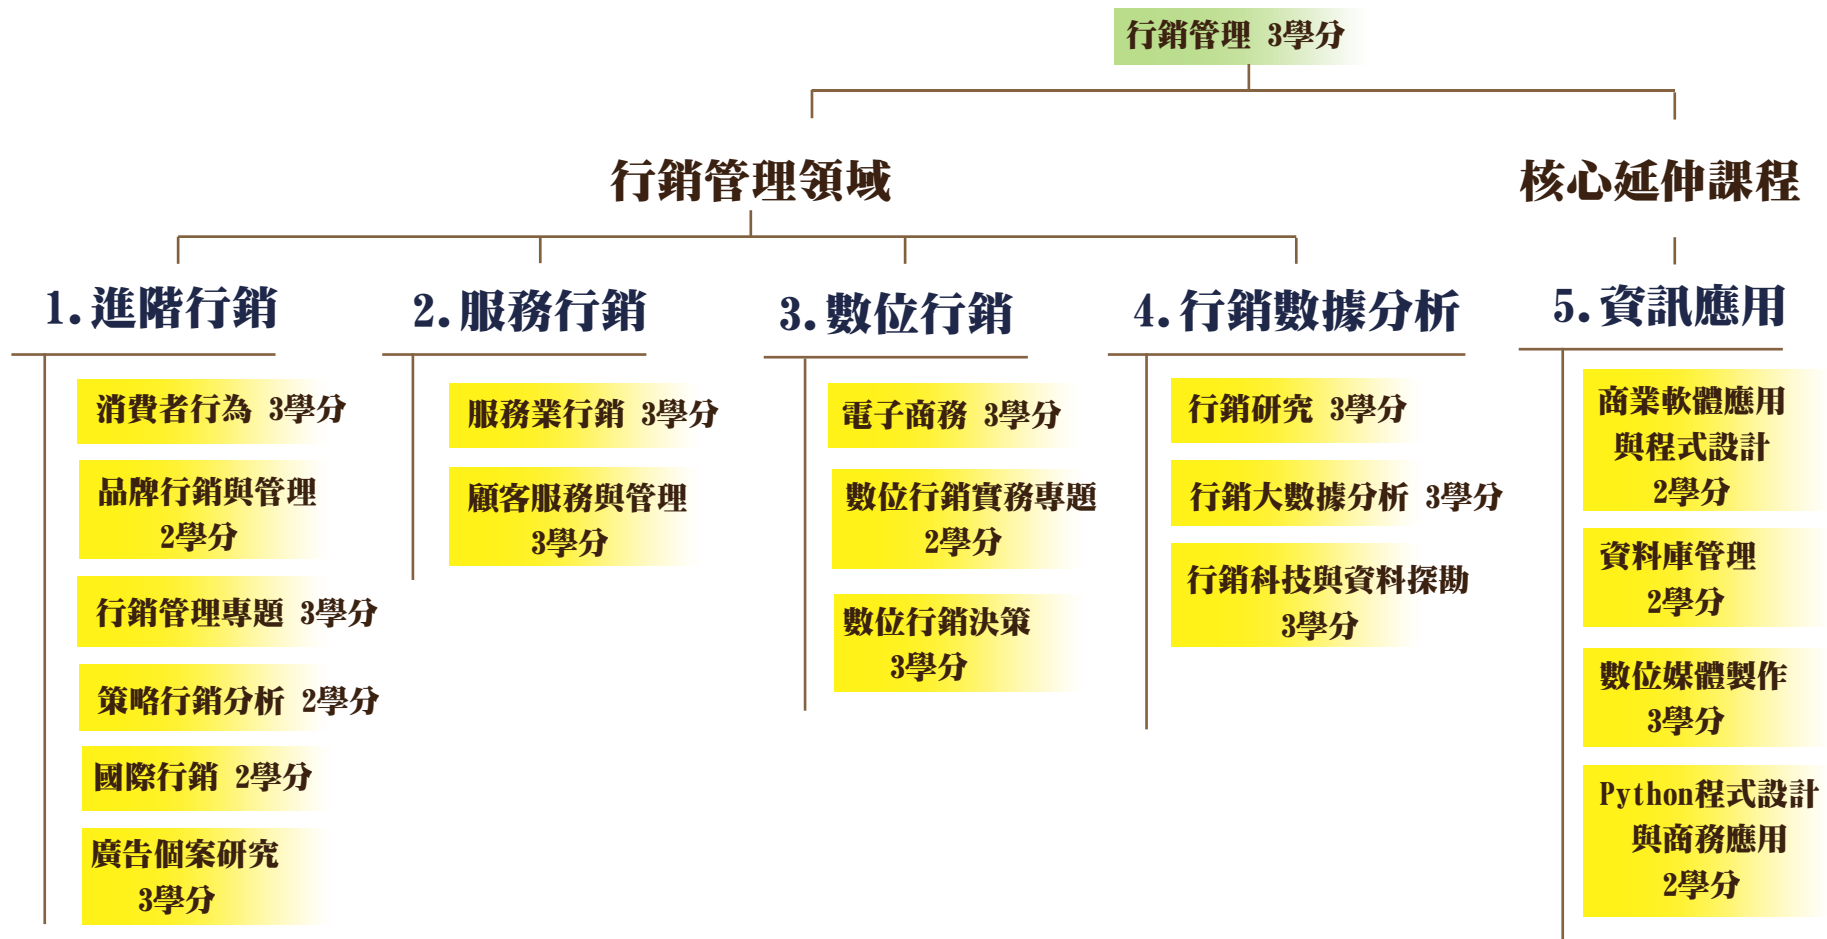 行銷管理 3學分
行銷管理領域
核心延伸課程
1.進階行銷
消費者行為 3學分
品牌行銷與管理
2學分
行銷管理專題 3學分
策略行銷分析 2學分
國際行銷 2學分
廣告個案研究
3學分
2.服務行銷
服務業行銷 3學分
顧客服務與管理
3學分
3.數位行銷
電子商務 3學分
數位行銷實務專題
2學分
數位行銷決策
3學分
4.行銷數據分析
行銷研究 3學分
行銷大數據分析 3學分
行銷科技與資料探勘
3學分
5.資訊應用
商業軟體應用
與程式設計
2學分
資料庫管理
2學分
數位媒體製作
3學分
Python程式設計
與商務應用
2學分